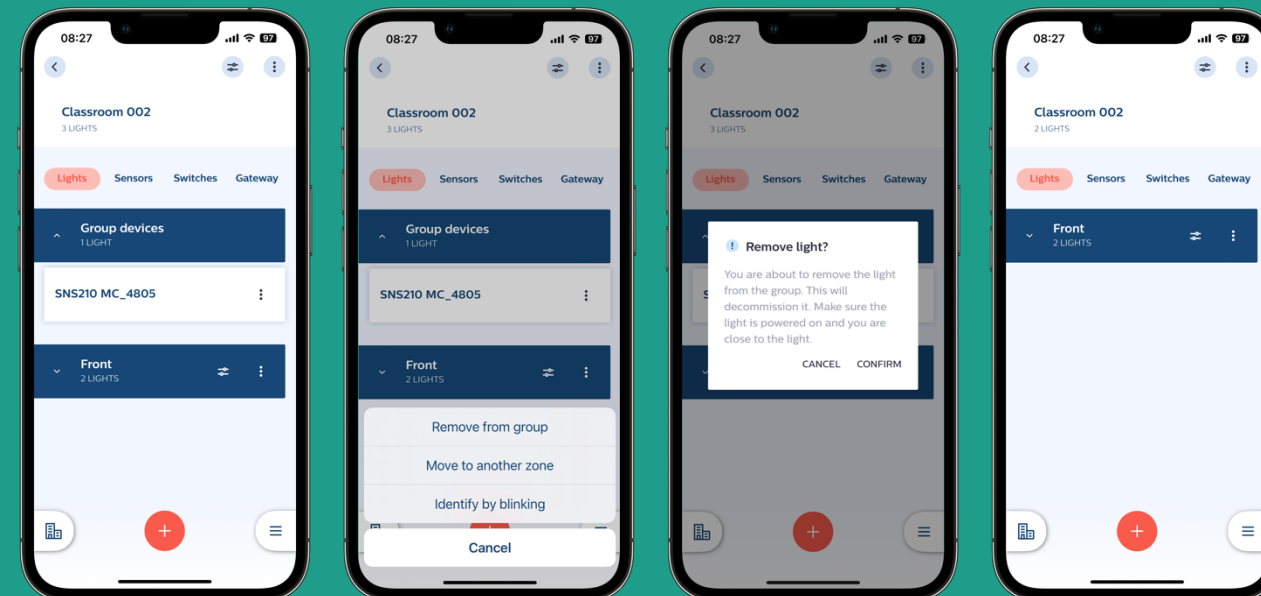 08:27
97
Classroom 002
3 LIGHTS
Lights Sensors Switches Gateway
Group devices
1 LIGHT
SNS210 MC_4805
Front
2 LIGHTS
08:27
97
Classroom 002
3 LIGHTS
Lights Sensors Switches Gateway
Group devices
1 LIGHT
SNS210 MC_4805
Front
2 LIGHTS
Remove from group
Move to another zone
Identify by blinking
Cancel
08:27
97
Classroom 002
3 LIGHTS
Lights Sensors Switches Gateway
Remove light?
You are about to remove the light
from the group. This will
decommission it. Make sure the
light is powered on and you are
close to the light.
CANCEL CONFIRM
08:27
97
Classroom 002
2 LIGHTS
Lights Sensors Switches Gateway
Front
2 LIGHTS